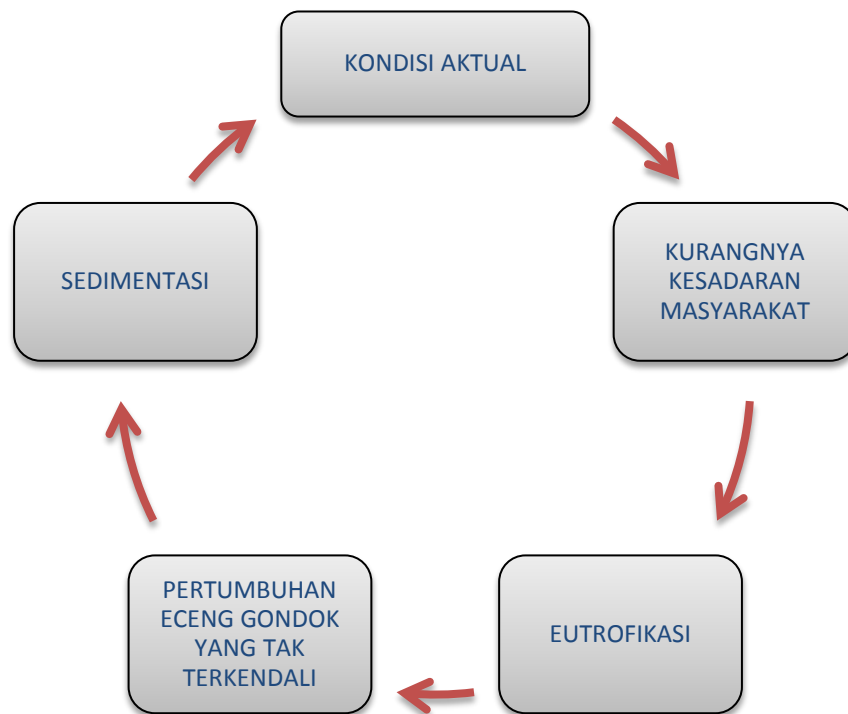 KONDISI AKTUAL
KURANGNYA
KESADARAN
MASYARAKAT
EUTROFIKASI
PERTUMBUHAN
ECENG GONDOK
YANG TAK
TERKENDALI
SEDIMENTASI